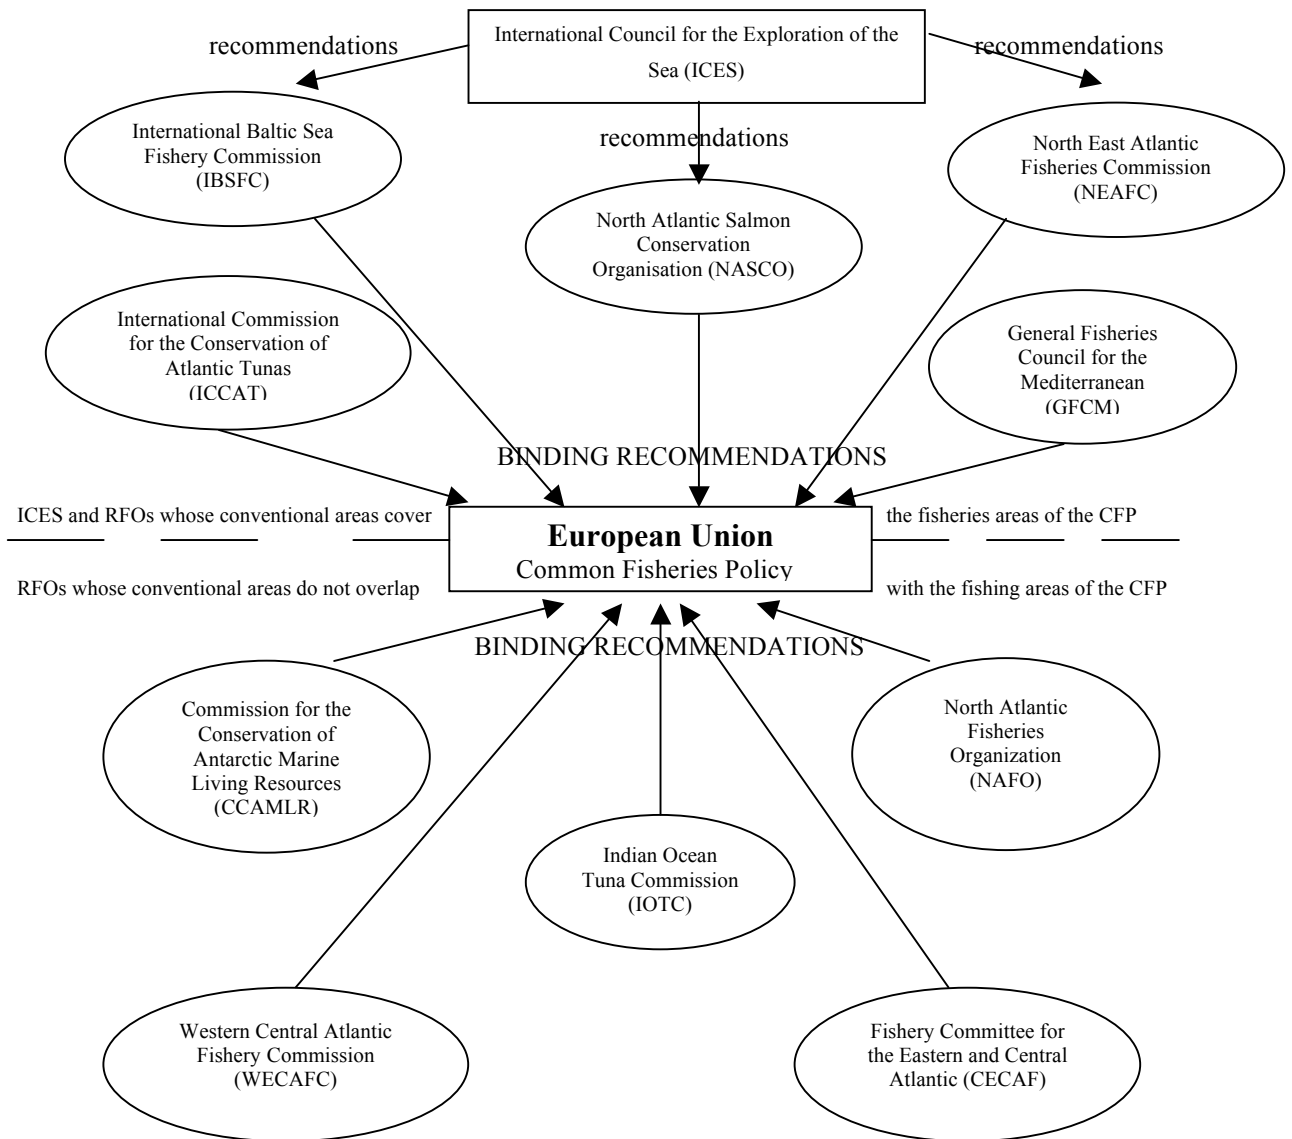 recommendations
International Council for the Exploration of the
Sea (ICES)
recommendations
International Baltic Sea
Fishery Commission
(IBSFC)
recommendations
North East Atlantic
Fisheries Commission
(NEAFC)
North Atlantic Salmon
Conservation
Organisation (NASCO)
International Commission
for the Conservation of
Atlantic Tunas
(ICCAT)
General Fisheries
Council for the
Mediterranean
(GFCM)
BINDING RECOMMENDATIONS
ICES and RFOs whose conventional areas cover
the fisheries areas of the CFP
European Union
Common Fisheries Policy
RFOs whose conventional areas do not overlap
with the fishing areas of the CFP
BINDING RECOMMENDATIONS
Commission for the
Conservation of
Antarctic Marine
Living Resources
(CCAMLR)
North Atlantic
Fisheries
Organization
(NAFO)
Indian Ocean
Tuna Commission
(IOTC)
Western Central Atlantic
Fishery Commission
(WECAFC)
Fishery Committee for
the Eastern and Central
Atlantic (CECAF)